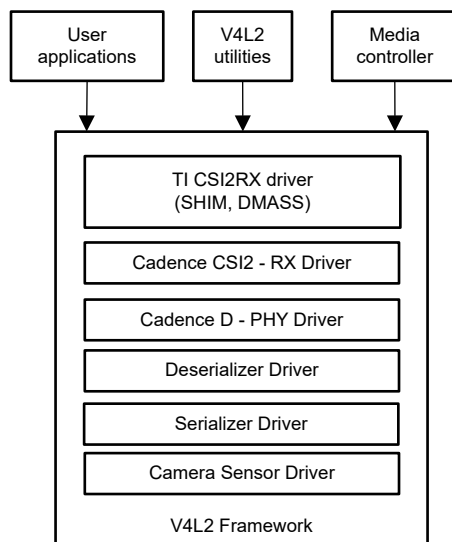 User
applications
V4L2
utilities
Media
controller
TI CSI2RX driver
(SHIM, DMASS)
Cadence CSI2 - RX Driver
Cadence D - PHY Driver
Deserializer Driver
Serializer Driver
Camera Sensor Driver
V4L2 Framework